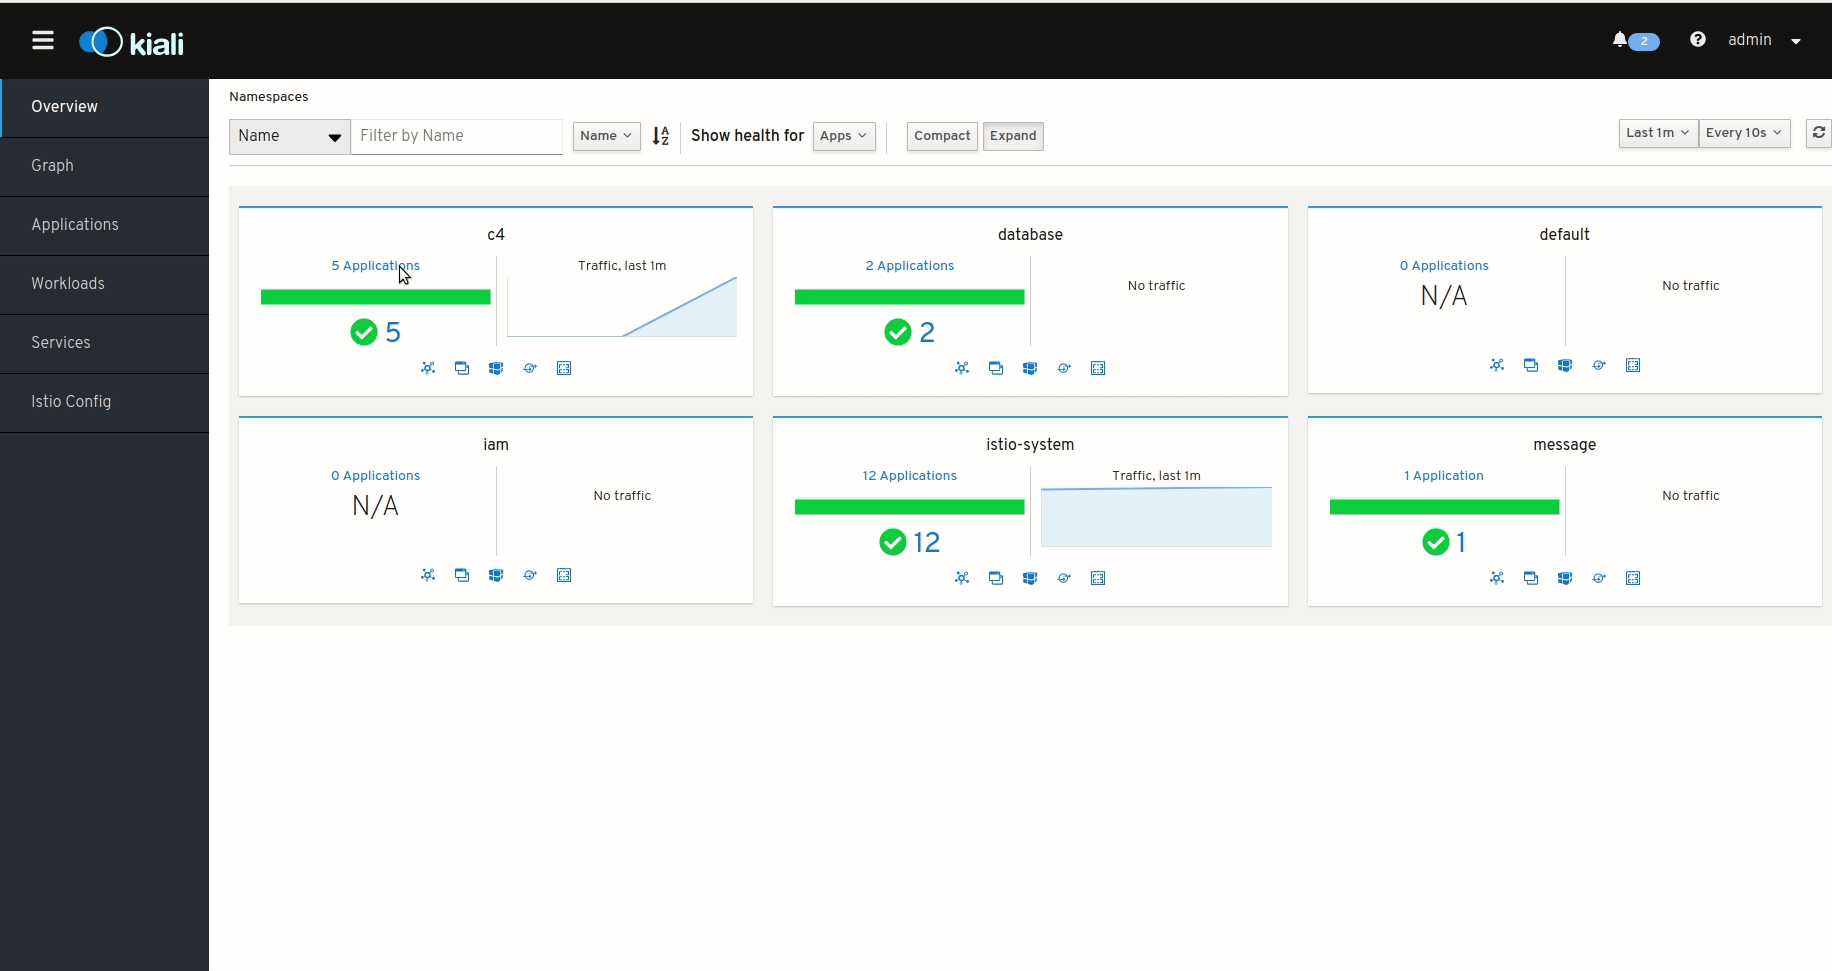 kiali
2
admin
Overview
Graph
Applications
Workloads
Services
Istio Config
Namespaces
Name Filter by Name Name Show health for Apps Compact Expand Last 1m Every 10s
c4
5 Applications Traffic, last 1m
5
database
2 Applications No traffic
2
default
0 Applications No traffic
N/A
iam
0 Applications No traffic
N/A
istio-system
12 Applications Traffic, last 1m
12
message
1 Application No traffic
1